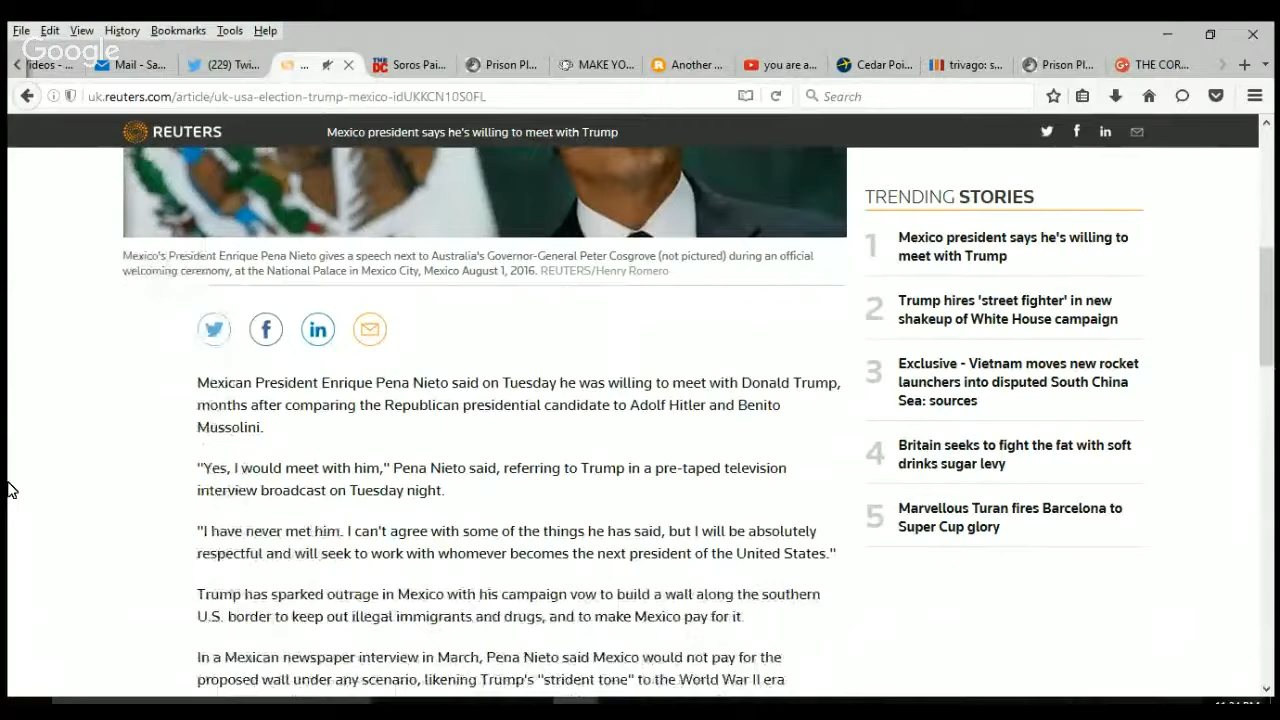 File Edit View History Bookmarks Tools Help
Google
Mail - Sa...
(229) Twi...
...
THE DC
Soros Pai...
Prison Pl...
MAKE YO...
Another ...
you are a...
Cedar Poi...
trivago: s...
Prison Pl...
THE COR...
uk.reuters.com/article/uk-usa-election-trump-mexico-idUKKCN10S0FL
Search
REUTERS
Mexico president says he's willing to meet with Trump
Mexico's President Enrique Pena Nieto gives a speech next to Australia's Governor-General Peter Cosgrove (not pictured) during an official
welcoming ceremony, at the National Palace in Mexico City, Mexico August 1, 2016. REUTERS/Henry Romero
Mexican President Enrique Pena Nieto said on Tuesday he was willing to meet with Donald Trump,
months after comparing the Republican presidential candidate to Adolf Hitler and Benito
Mussolini.
"Yes, I would meet with him," Pena Nieto said, referring to Trump in a pre-taped television
interview broadcast on Tuesday night.
"I have never met him. I can't agree with some of the things he has said, but I will be absolutely
respectful and will seek to work with whomever becomes the next president of the United States."
Trump has sparked outrage in Mexico with his campaign vow to build a wall along the southern
U.S. border to keep out illegal immigrants and drugs, and to make Mexico pay for it.
In a Mexican newspaper interview in March, Pena Nieto said Mexico would not pay for the
proposed wall under any scenario, likening Trump's "strident tone" to the World War II era
TRENDING STORIES
1 Mexico president says he's willing to
meet with Trump
2 Trump hires 'street fighter' in new
shakeup of White House campaign
3 Exclusive - Vietnam moves new rocket
launchers into disputed South China
Sea: sources
4 Britain seeks to fight the fat with soft
drinks sugar levy
5 Marvellous Turan fires Barcelona to
Super Cup glory